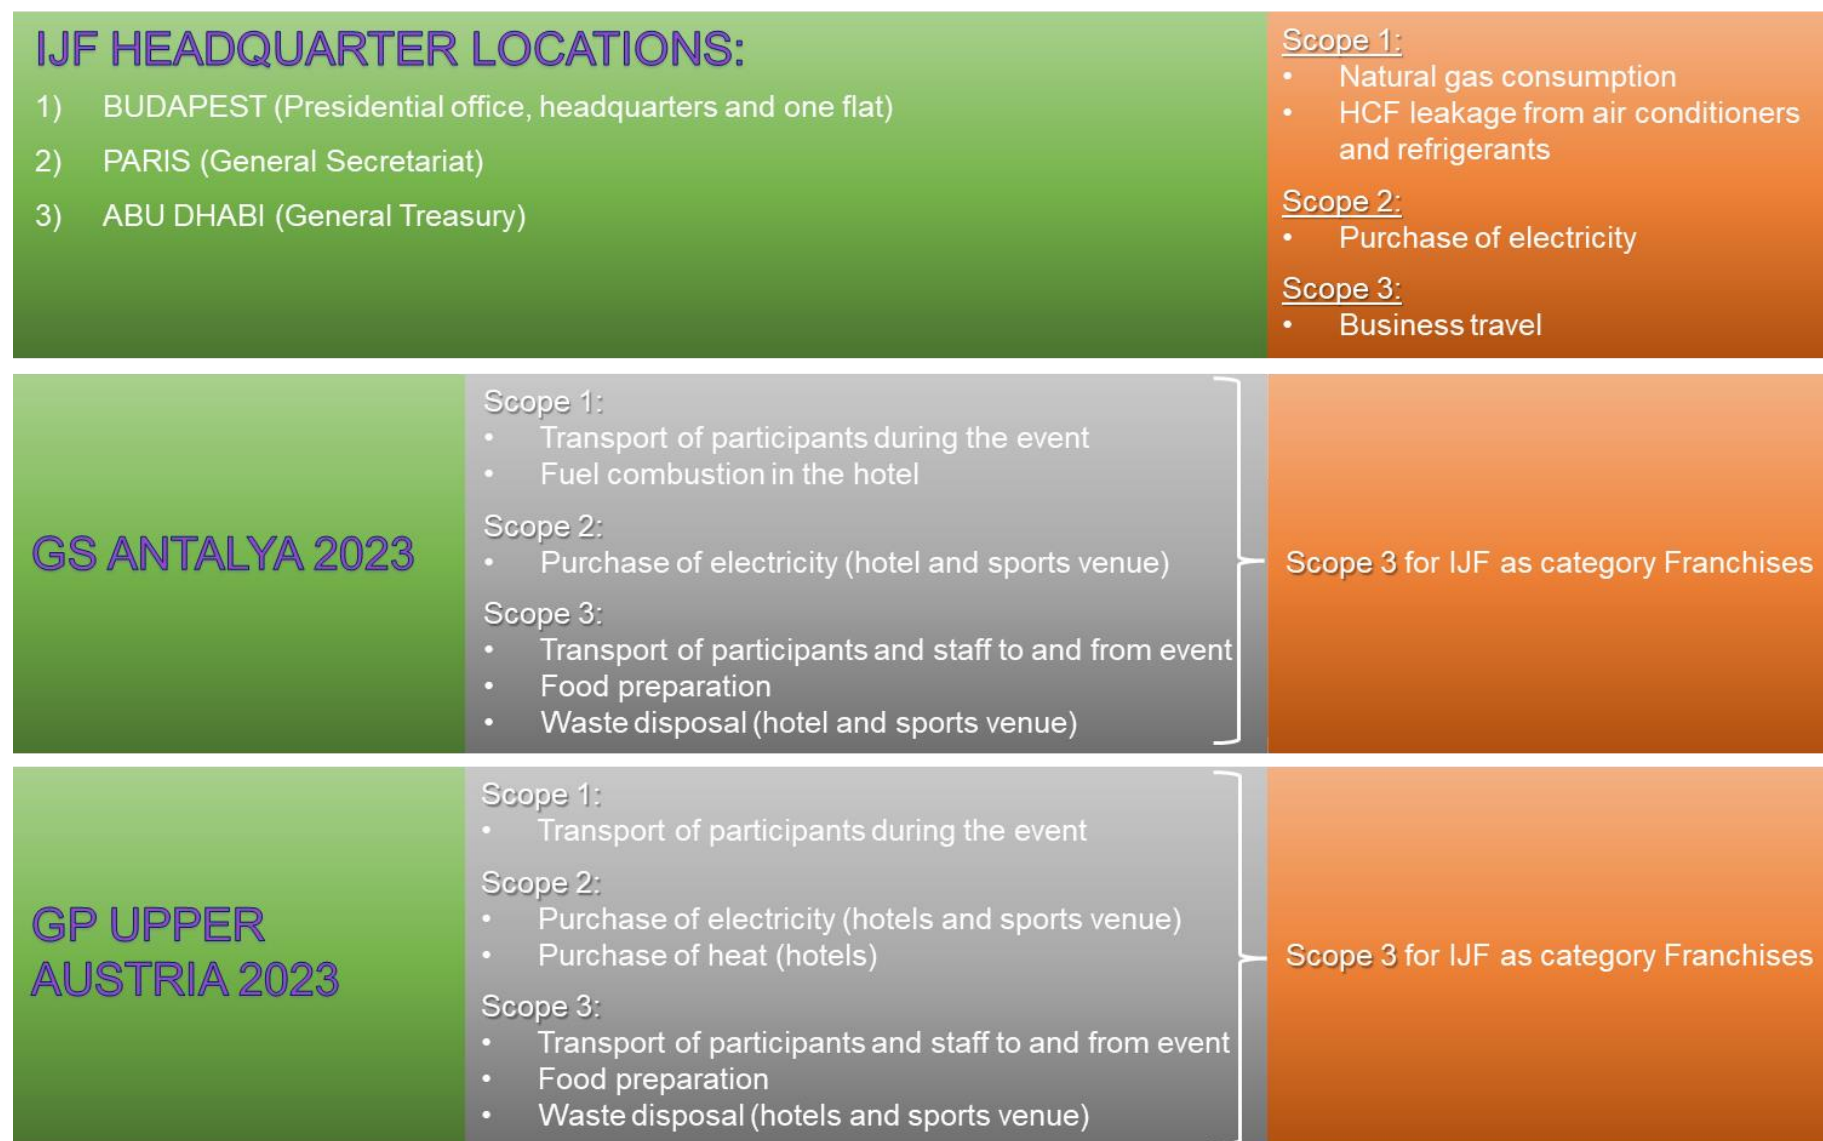 IJF HEADQUARTER LOCATIONS:
1) BUDAPEST (Presidential office, headquarters and one flat)
2) PARIS (General Secretariat)
3) ABU DHABI (General Treasury)
Scope 1:
• Natural gas consumption
• HCF leakage from air conditioners
and refrigerants
Scope 2:
• Purchase of electricity
Scope 3:
• Business travel
GS ANTALYA 2023
Scope 1:
• Transport of participants during the event
• Fuel combustion in the hotel
Scope 2:
• Purchase of electricity (hotel and sports venue)
Scope 3:
• Transport of participants and staff to and from event
• Food preparation
• Waste disposal (hotel and sports venue)
Scope 3 for IJF as category Franchises
GP UPPER
AUSTRIA 2023
Scope 1:
• Transport of participants during the event
Scope 2:
• Purchase of electricity (hotels and sports venue)
• Purchase of heat (hotels)
Scope 3:
• Transport of participants and staff to and from event
• Food preparation
• Waste disposal (hotels and sports venue)
Scope 3 for IJF as category Franchises